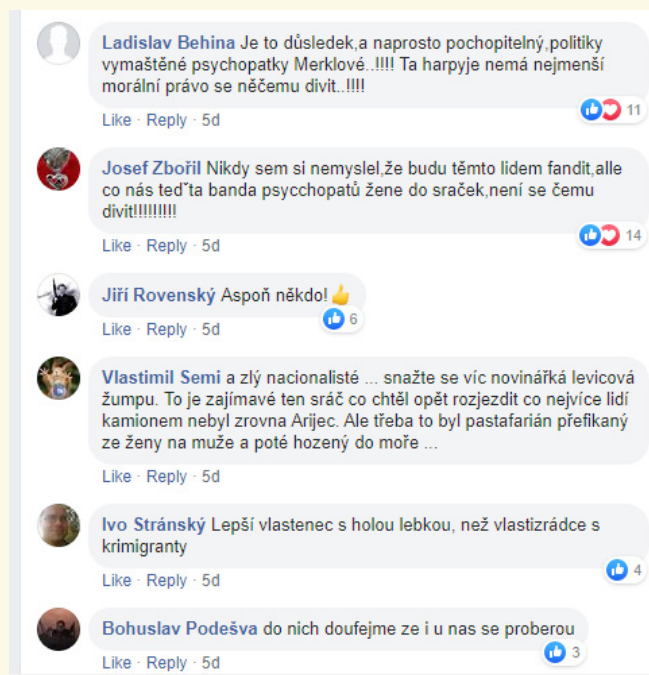 Ladislav Behina Je to důsledek,a naprosto pochopitelný,politiky
vymaštěné psychopatky Merklové..!!!! Ta harpyje nemá nejmenší
morální právo se něčemu divit..!!!!
11
Like · Reply · 5d
Josef Zbořil Nikdy sem si nemyslel,že budu těmto lidem fandit,alle
co nás tedˇta banda psycchopatů žene do sraček,není se čemu
divit!!!!!!!!!
14
Like · Reply · 5d
Jiří Rovenský Aspoň někdo!👍
6
Like · Reply · 5d
Vlastimil Semi a zlý nacionalisté ... snažte se víc novinářká levicová
žumpu. To je zajímavé ten sráč co chtěl opět rozjezdit co nejvíce lidí
kamionem nebyl zrovna Arijec. Ale třeba to byl pastafarián přefikaný
ze ženy na muže a poté hozený do moře ...
Like · Reply · 5d
Ivo Stránský Lepší vlastenec s holou lebkou, než vlastizrádce s
krimigranty
4
Like · Reply · 5d
Bohuslav Podešva do nich doufejme ze i u nas se proberou
3
Like · Reply · 5d